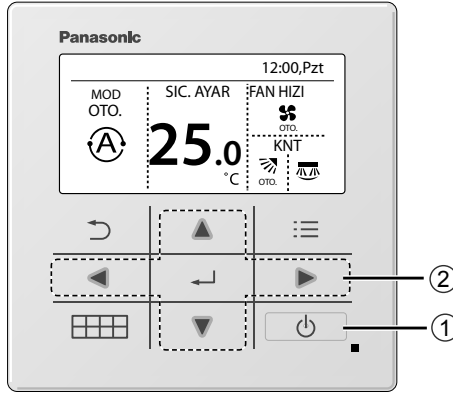 Panasonic
12:00,Pzt
MOD
OTO.
A
SIC. AYAR
25.0
°C
FAN HIZI
OTO.
KNT
OTO.
2
1